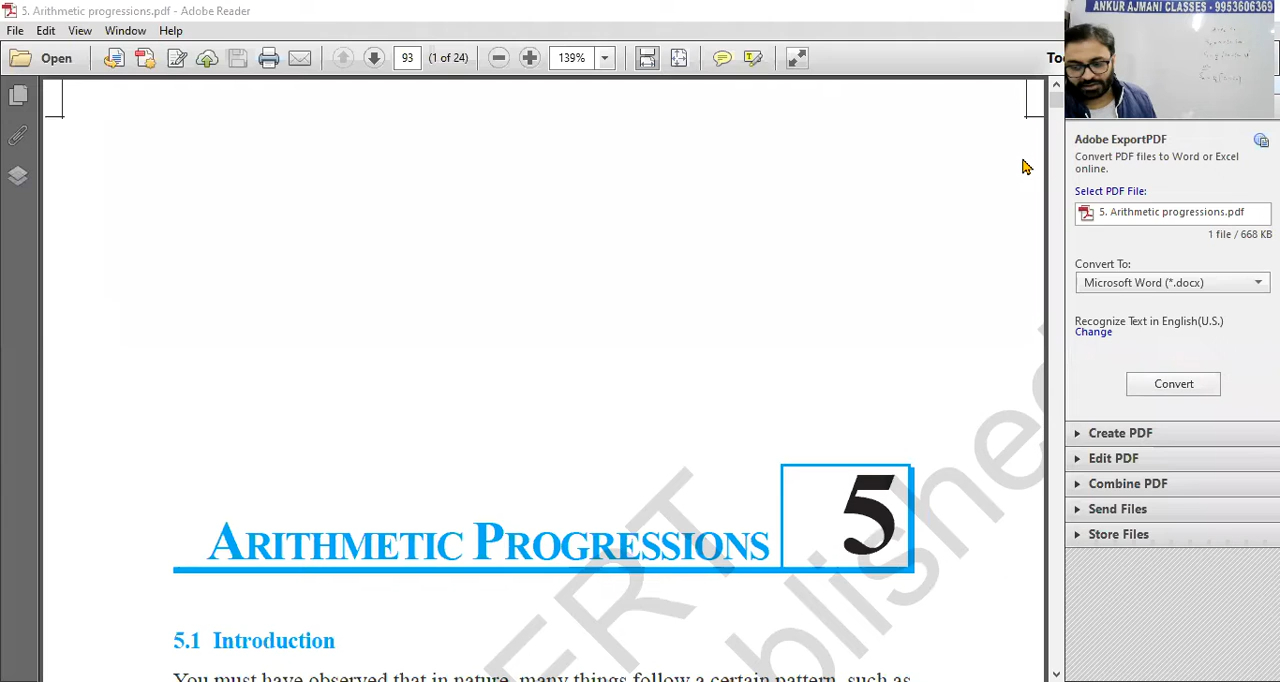 5. Arithmetic progressions.pdf - Adobe Reader
File Edit View Window Help
Open 93 (1 of 24) 139%
ANKUR AJMANI CLASSES - 9953606369
Adobe ExportPDF
Convert PDF files to Word or Excel
online.
Select PDF File:
5. Arithmetic progressions.pdf
1 file / 668 KB
Convert To:
Microsoft Word (*.docx)
Recognize Text in English(U.S.)
Change
Convert
Create PDF
Edit PDF
Combine PDF
Send Files
Store Files
ARITHMETIC PROGRESSIONS 5
5.1 Introduction
You must have observed that in nature, many things follow a certain pattern, such as